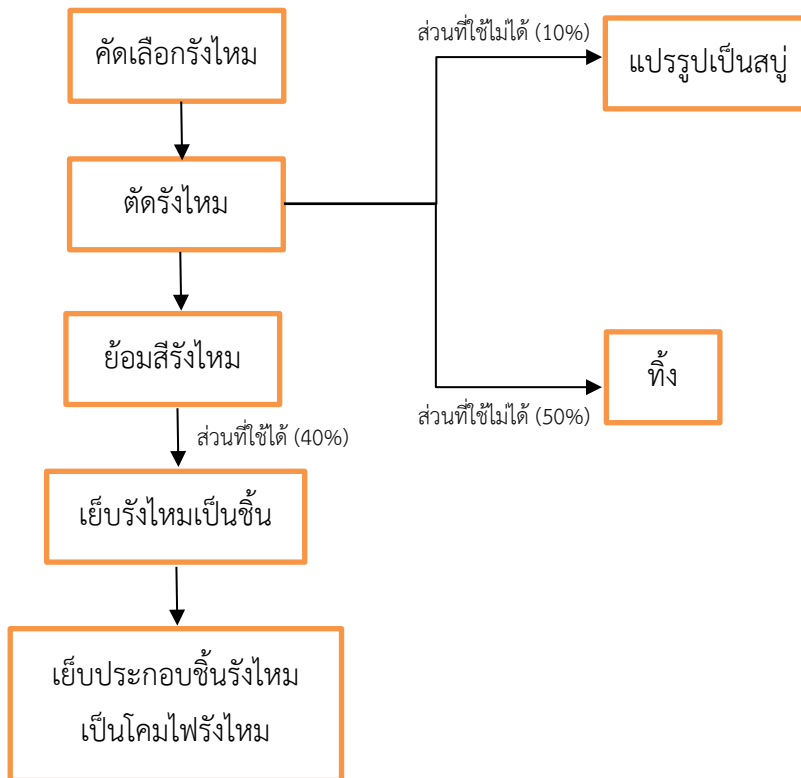 คัดเลือกรังไหม
ส่วนที่ใช้ไม่ได้ (10%)
แปรรูปเป็นสบู่
ตัดรังไหม
ย้อมสีรังไหม
ทิ้ง
ส่วนที่ใช้ไม่ได้ (50%)
ส่วนที่ใช้ได้ (40%)
เย็บรังไหมเป็นชิ้น
เย็บประกอบชิ้นรังไหม
เป็นโคมไฟรังไหม